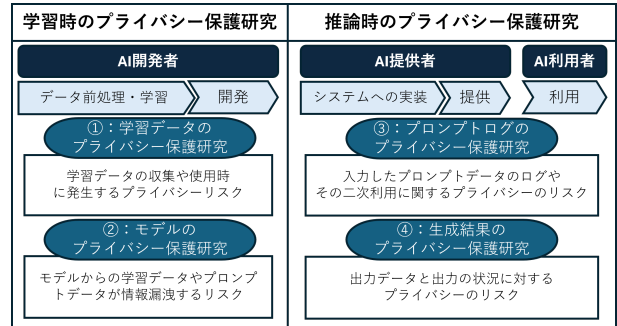 学習時のプライバシー保護研究
AI開発者
データ前処理・学習
開発
①：学習データの
プライバシー保護研究
学習データの収集や使用時
に発生するプライバシーリスク
②：モデルの
プライバシー保護研究
モデルからの学習データやプロンプ
トデータが情報漏洩するリスク
推論時のプライバシー保護研究
AI提供者
AI利用者
システムへの実装
提供
利用
③：プロンプトログの
プライバシー保護研究
入力したプロンプトデータのログや
その二次利用に関するプライバシーのリスク
④：生成結果の
プライバシー保護研究
出力データと出力の状況に対する
プライバシーのリスク